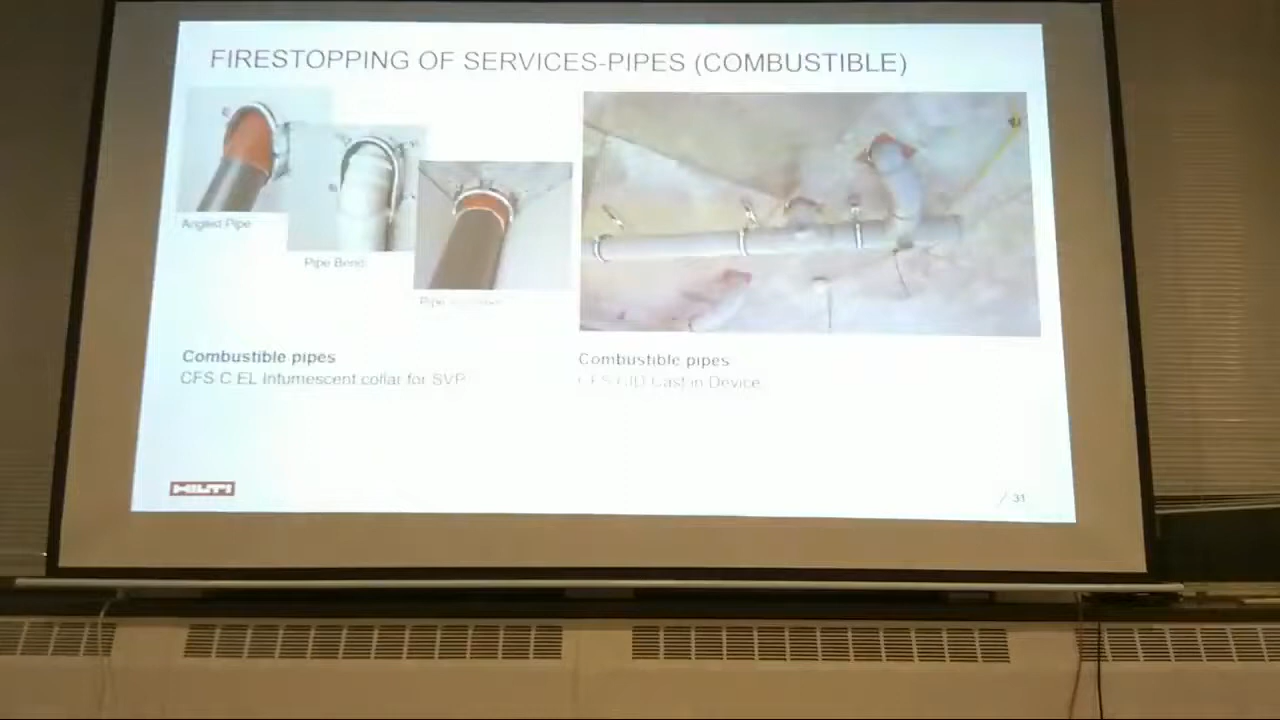 FIRESTOPPING OF SERVICES-PIPES (COMBUSTIBLE)
Angled Pipe
Pipe Bend
Pipe
Combustible pipes
CFS C EL Intumescent collar for SVP
Combustible pipes
CFS CID Cast in Device
HILTI
/ 31